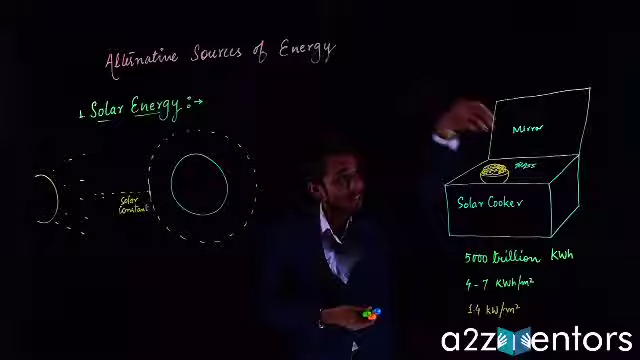 Alternative Sources of Energy
1. Solar Energy :→
Solar
Constant
Mirror
Solar Cooker
5000 trillion KWh
4-7 KWh/m²
1.4 KW/m²
a2zmentors